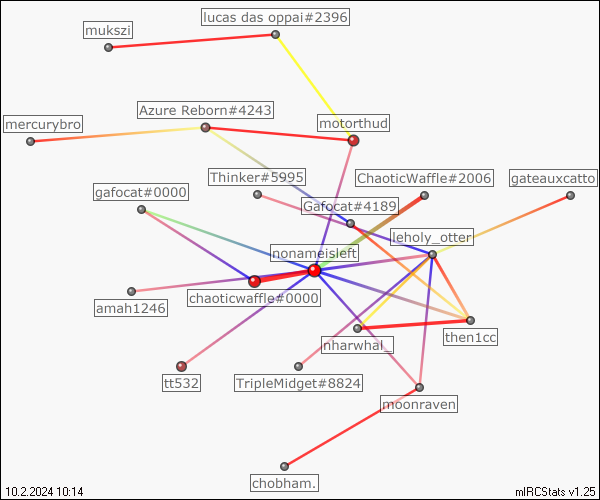 lucas das oppai#2396
mukszi
Azure Reborn#4243
mercurybro
motorthud
Thinker#5995
ChaoticWaffle#2006
gateauxcatto
gafocat#0000
Gafocat#4189
leholy_otter
nonameisleft
chaoticwaffle#0000
amah1246
then1cc
nharwhal_
tt532
TripleMidget#8824
moonraven
chobham.
10.2.2024 10:14
mIRCStats v1.25